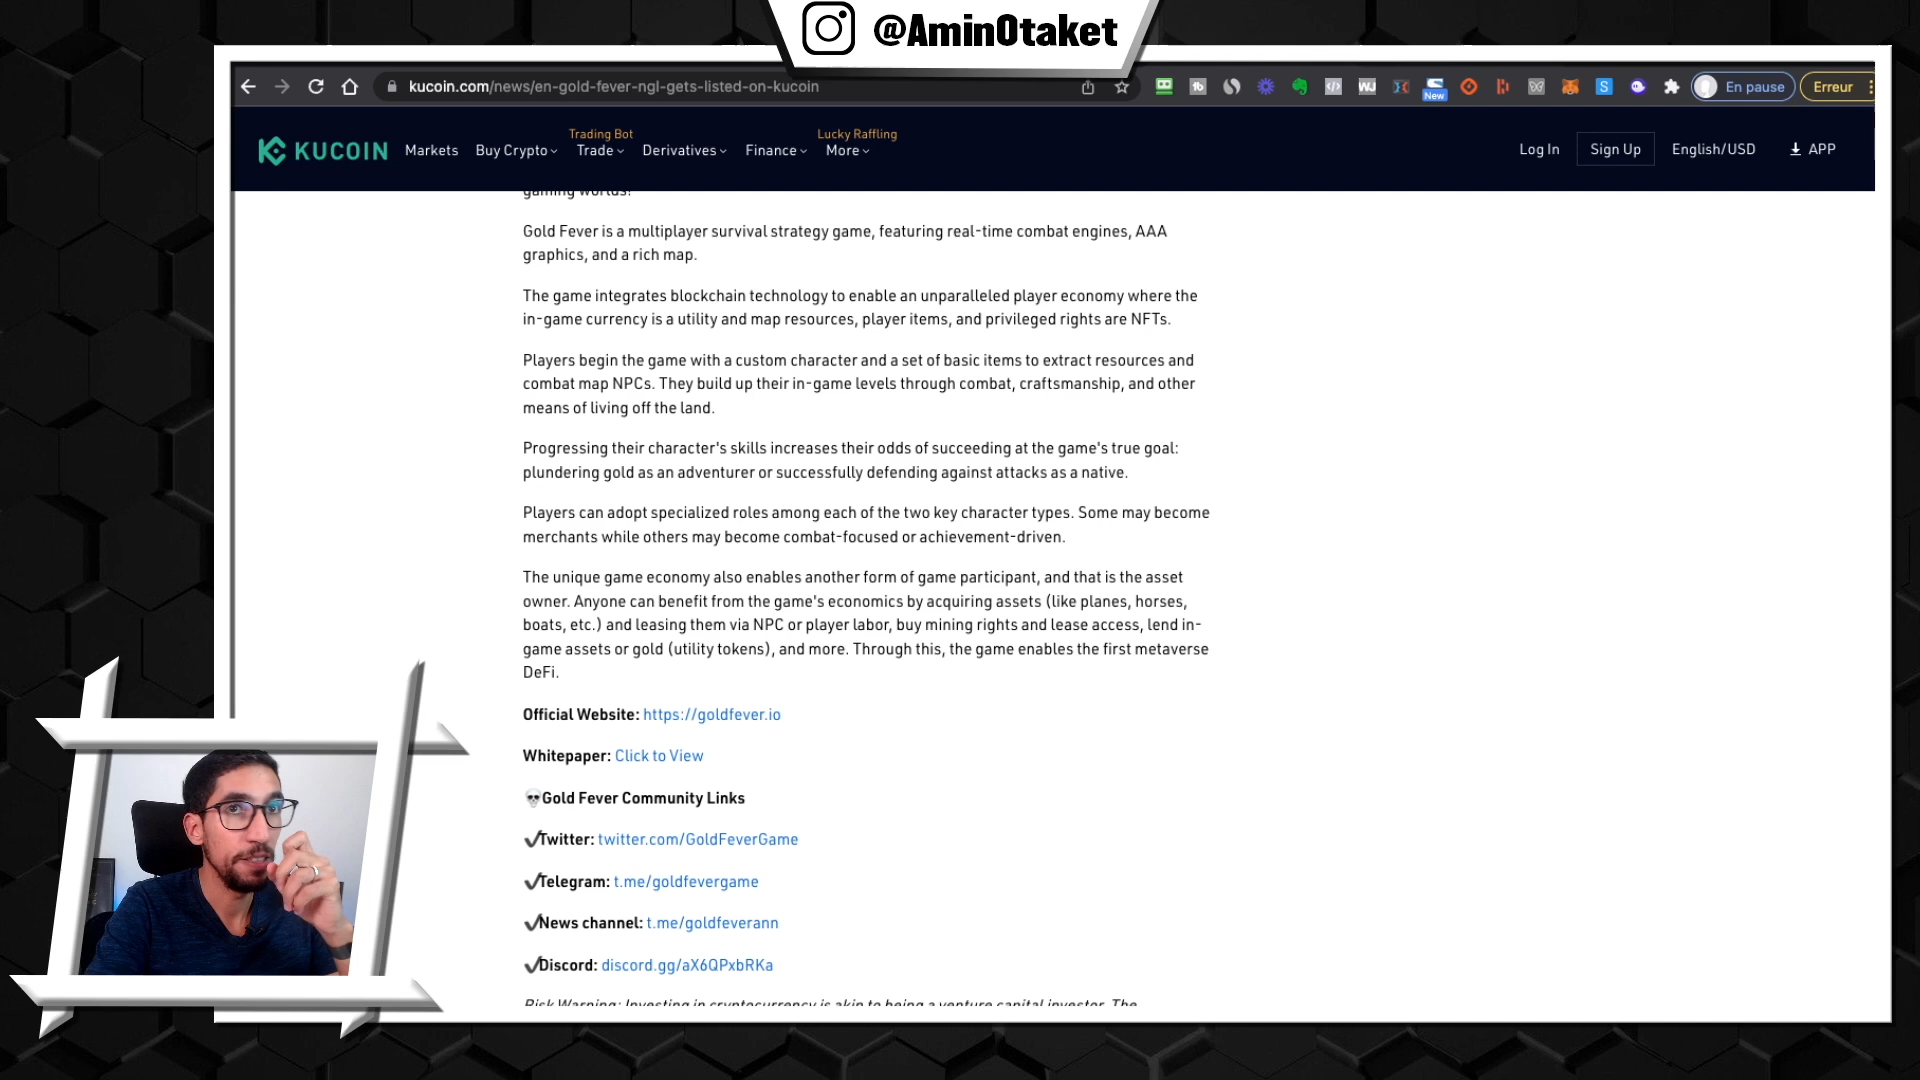 @AminOtaket
kucoin.com/news/en-gold-fever-ngl-gets-listed-on-kucoin
New
En pause
Erreur
KUCOIN
Markets
Buy Crypto
Trading Bot
Trade
Derivatives
Finance
Lucky Raffling
More
Log In
Sign Up
English/USD
APP
gaming worlds!
Gold Fever is a multiplayer survival strategy game, featuring real-time combat engines, AAA
graphics, and a rich map.
The game integrates blockchain technology to enable an unparalleled player economy where the
in-game currency is a utility and map resources, player items, and privileged rights are NFTs.
Players begin the game with a custom character and a set of basic items to extract resources and
combat map NPCs. They build up their in-game levels through combat, craftsmanship, and other
means of living off the land.
Progressing their character's skills increases their odds of succeeding at the game's true goal:
plundering gold as an adventurer or successfully defending against attacks as a native.
Players can adopt specialized roles among each of the two key character types. Some may become
merchants while others may become combat-focused or achievement-driven.
The unique game economy also enables another form of game participant, and that is the asset
owner. Anyone can benefit from the game's economics by acquiring assets (like planes, horses,
boats, etc.) and leasing them via NPC or player labor, buy mining rights and lease access, lend in-
game assets or gold (utility tokens), and more. Through this, the game enables the first metaverse
DeFi.
Official Website: https://goldfever.io
Whitepaper: Click to View
💀Gold Fever Community Links
✔Twitter: twitter.com/GoldFeverGame
✔Telegram: t.me/goldfevergame
✔News channel: t.me/goldfeverann
✔Discord: discord.gg/aX6QPxbRKa
Risk Warning: Investing in cryptocurrency is akin to being a venture capital investor. The